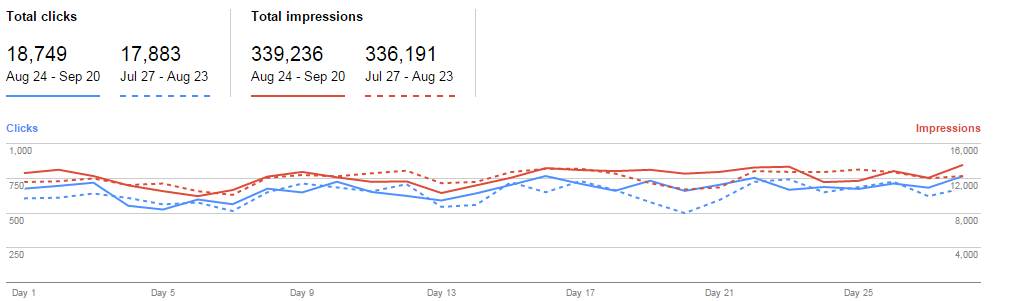 Total clicks
18,749 17,883
Aug 24 - Sep 20 Jul 27 - Aug 23
Total impressions
339,236 336,191
Aug 24 - Sep 20 Jul 27 - Aug 23
Clicks Impressions
1,000 16,000
750 12,000
500 8,000
250 4,000
Day 1 Day 5 Day 9 Day 13 Day 17 Day 21 Day 25